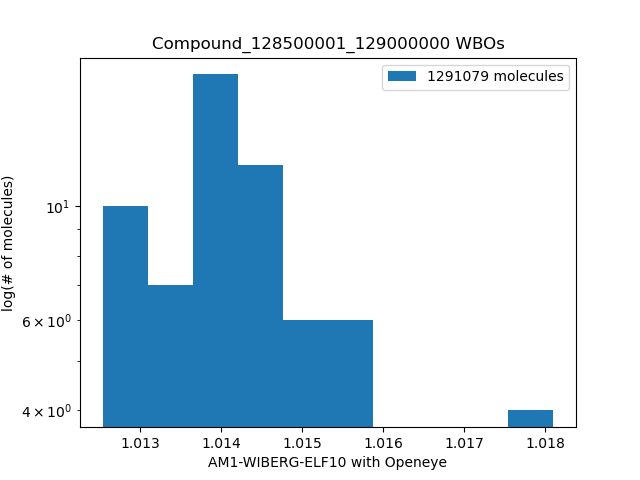 Compound_128500001_129000000 WBOs
1291079 molecules
log(# of molecules)
10¹
6 × 10⁰
4 × 10⁰
1.013 1.014 1.015 1.016 1.017 1.018
AM1-WIBERG-ELF10 with Openeye